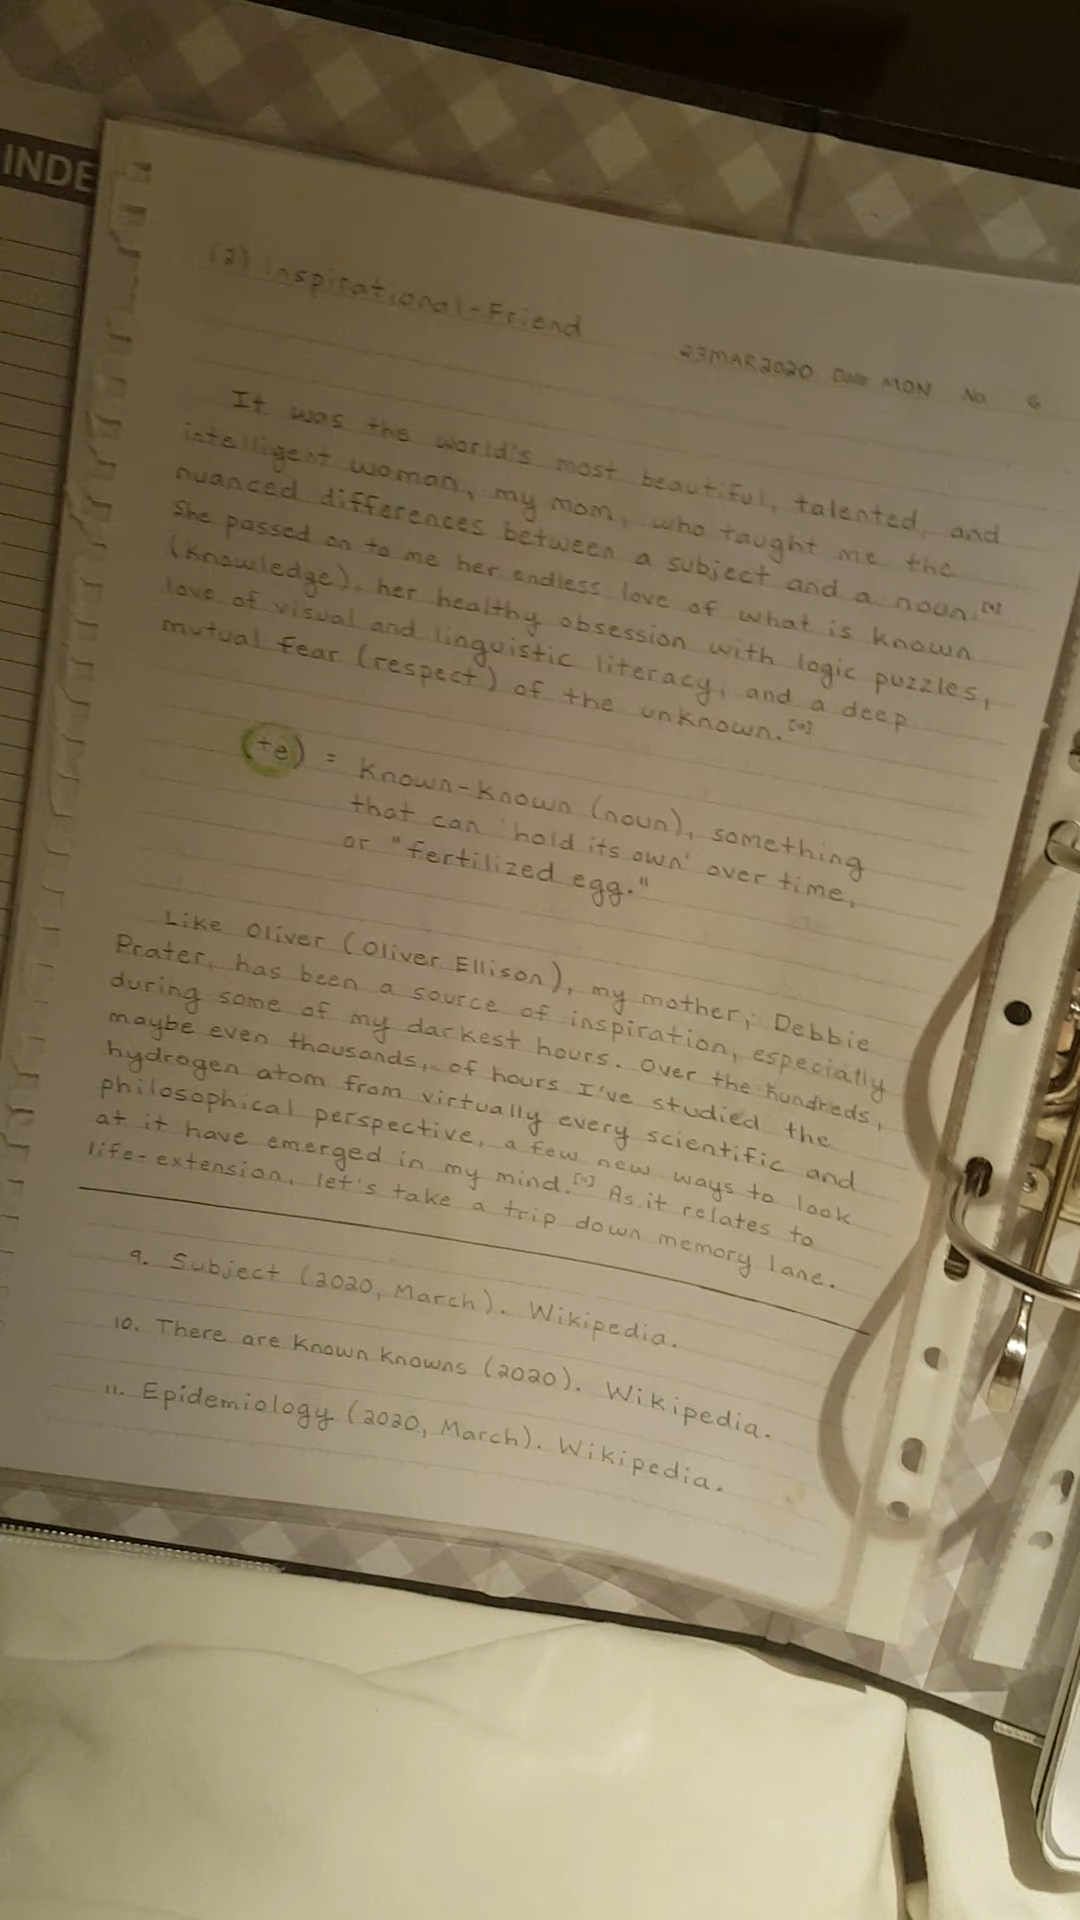 INDE
(2) Inspirational-Friend
23MAR2020 Date MON No. 6
It was the world's most beautiful, talented, and
intelligent woman, my mom, who taught me the
nuanced differences between a subject and a noun.[9]
She passed on to me her endless love of what is known
(knowledge), her healthy obsession with logic puzzles,
love of visual and linguistic literacy, and a deep
mutual fear (respect) of the unknown.[10]
(+e) = Known-Known (noun), something
that can 'hold its own' over time,
or "fertilized egg."
Like Oliver (Oliver Ellison), my mother, Debbie
Prater, has been a source of inspiration, especially
during some of my darkest hours. Over the hundreds,
maybe even thousands, of hours I've studied the
hydrogen atom from virtually every scientific and
philosophical perspective, a few new ways to look
at it have emerged in my mind.[11] As it relates to
life-extension, let's take a trip down memory lane.
9. Subject (2020, March). Wikipedia.
10. There are Known Knowns (2020). Wikipedia.
11. Epidemiology (2020, March). Wikipedia.